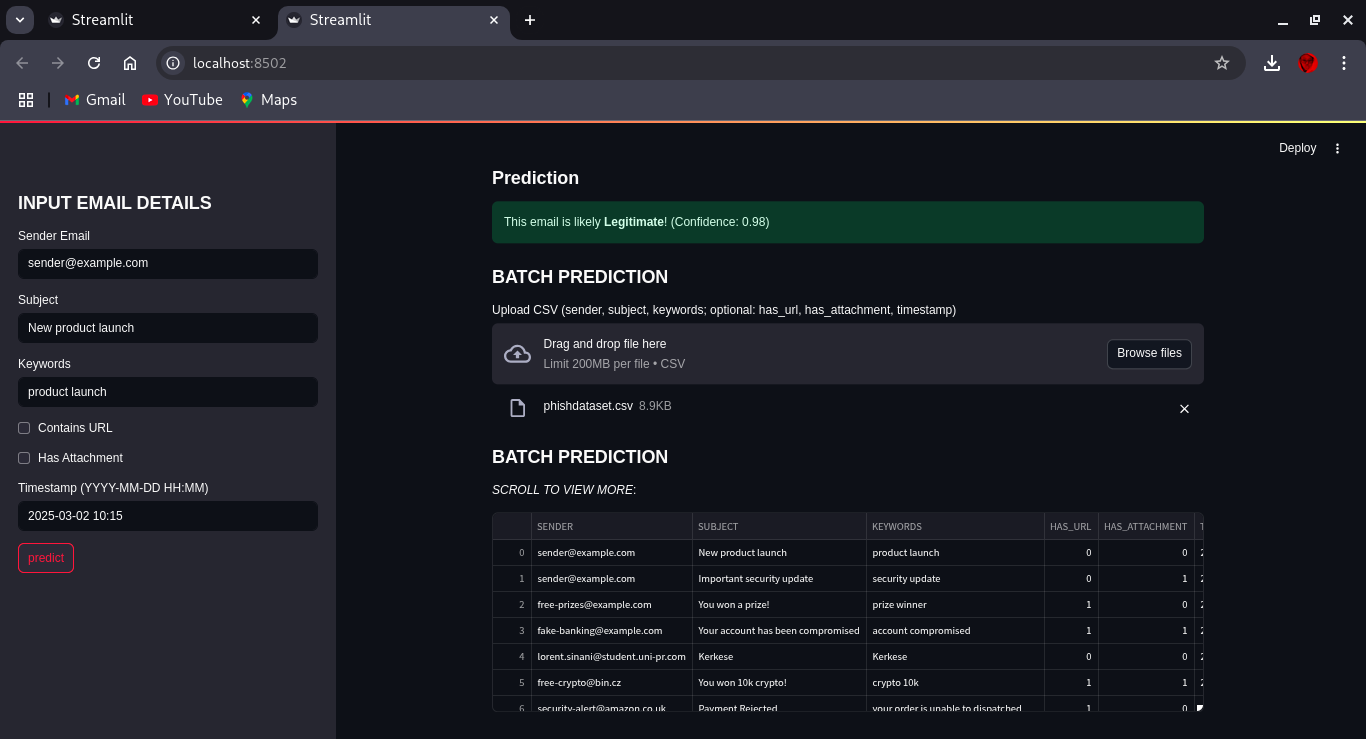 Streamlit
Streamlit
localhost:8502
Gmail
YouTube
Maps
Deploy
INPUT EMAIL DETAILS
Sender Email
sender@example.com
Subject
New product launch
Keywords
product launch
Contains URL
Has Attachment
Timestamp (YYYY-MM-DD HH:MM)
2025-03-02 10:15
predict
Prediction
This email is likely Legitimate! (Confidence: 0.98)
BATCH PREDICTION
Upload CSV (sender, subject, keywords; optional: has_url, has_attachment, timestamp)
Drag and drop file here
Limit 200MB per file • CSV
Browse files
phishdataset.csv 8.9KB
BATCH PREDICTION
SCROLL TO VIEW MORE:
SENDER SUBJECT KEYWORDS HAS_URL HAS_ATTACHMENT
0 sender@example.com New product launch product launch 0 0
1 sender@example.com Important security update security update 0 1
2 free-prizes@example.com You won a prize! prize winner 1 0
3 fake-banking@example.com Your account has been compromised account compromised 1 1
4 lorent.sinani@student.uni-pr.com Kerkese Kerkese 0 0
5 free-crypto@bin.cz You won 10k crypto! crypto 10k 1 1
6 security-alert@amazon.co.uk Payment Rejected your order is unable to dispatched 1 0